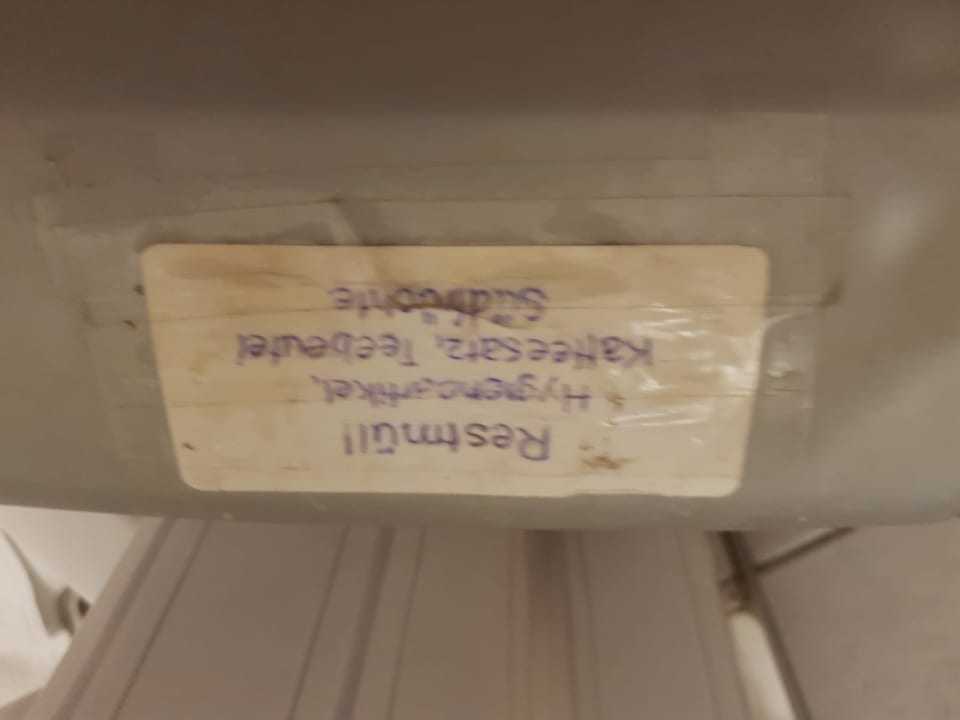 Restmüll
Hygieneartikel,
Kaffeesatz, Teebeutel
Südfrüchte